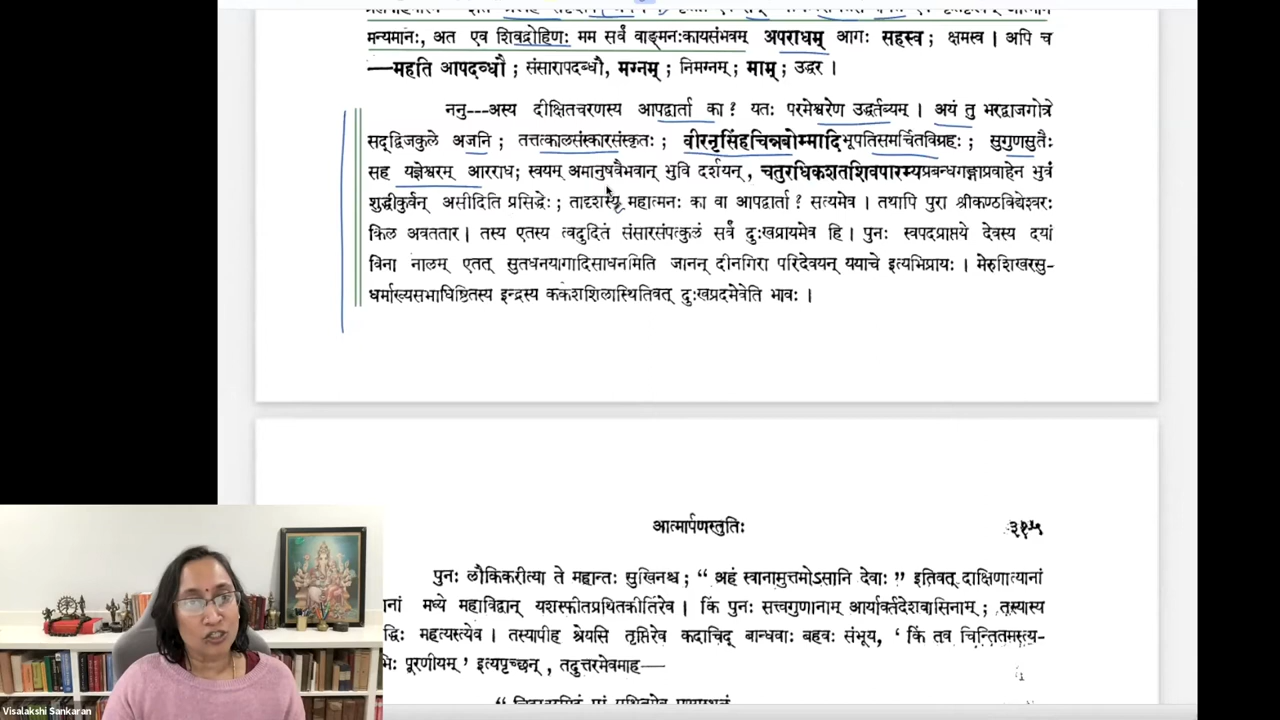 मन्यमानः, अत एव शिवद्रोहिणः मम सर्वं वाङ्मनःकायसंभवम् अपराधम् आगः सहस्व ; क्षमस्व । अपि च
—महति आपदब्धौ ; संसारापदब्धौ, मग्नम् ; निमग्नम् ; माम् ; उद्धर ।
ननु---अस्य दीक्षितचरणस्य आपद्वार्ता का ? यतः परमेश्वरेण उद्धर्तव्यम् । अयं तु भरद्वाजगोत्रे
सद्द्विजकुले अजनि ; तत्तत्कालसंस्कारसंस्कृतः ; वीरनृसिंहचिन्नबोम्मादिभूपतिसमर्चितविग्रहः ; सुगुणसुतैः
सह यज्ञेश्वरम् आरराध; स्वयम् अमानुषवैभवान् भुवि दर्शयन् , चतुरधिकशतशिवपारम्यप्रबन्धगङ्गाप्रवाहेन भुवं
शुद्धीकुर्वन् असीदिति प्रसिद्धेः ; तादृशस्य महात्मनः का वा आपद्वार्ता ? सत्यमेव । तथापि पुरा श्रीकण्ठविद्येश्वरः
किल अवततार । तस्य एतस्य त्वदुदितं संसारसंपत्कुलं सर्वं दुःखप्रायमेव हि । पुनः स्वपदप्राप्तये देवस्य दयां
विना नालम् एतत् सुतधनयागादिसाधनमिति जानन् दीनगिरा परिदेवयन् ययाचे इत्यभिप्रायः । मेरुशिखरसु-
धर्माख्यसभाधिष्टितस्य इन्द्रस्य कर्कशशिलास्थितिवत् दुःखप्रदमेवेति भावः ।
आत्मार्पणस्तुतिः ३१५
पुनः लौकिकरीत्या ते महान्तः सुखिनश्च ; “ अहं स्वानामुत्तमोऽसानि देवाः ” इतिवत् दाक्षिणात्यानां
मध्ये महाविद्वान् यशस्फीतप्रथितकीर्तिरेव । किं पुनः सत्त्वगुणानाम् आर्यावर्तदेशवासिनाम् ; तस्यास्य
महत्यस्त्येव । तस्यापीह श्रेयसि तृप्तिरेव कदाचिद् बान्धवाः बहवः संभूय, ‘ किं तव चिन्तितमस्त्य-
पूरणीयम् ’ इत्यपृच्छन् , तदुत्तरमेवमाह—
Visalakshi Sankaran